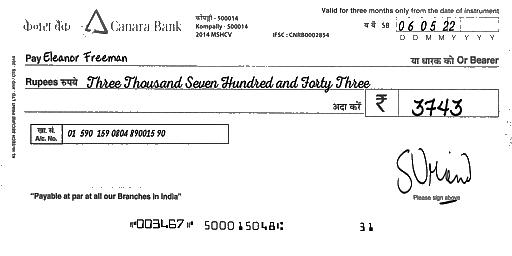 Valid for three months only from the date of instrument
केनरा बैंक Canara Bank
कोंपल्ली - 500014
Kompally - 500014
2014 MSHCV
IFSC : CNRB0002854
SB 06 05 22
D D M M Y Y Y Y
Pay Eleanor Freeman
या धारक को Or Bearer
Rupees रुपये Three Thousand Seven Hundred and Forty Three
अदा करें ₹ 3743
खा. सं.
A/c. No. 01 590 159 0804 890015 90
Please sign above
"Payable at par at all our Branches in India"
⑈003467⑈ 500015048⑆ 31